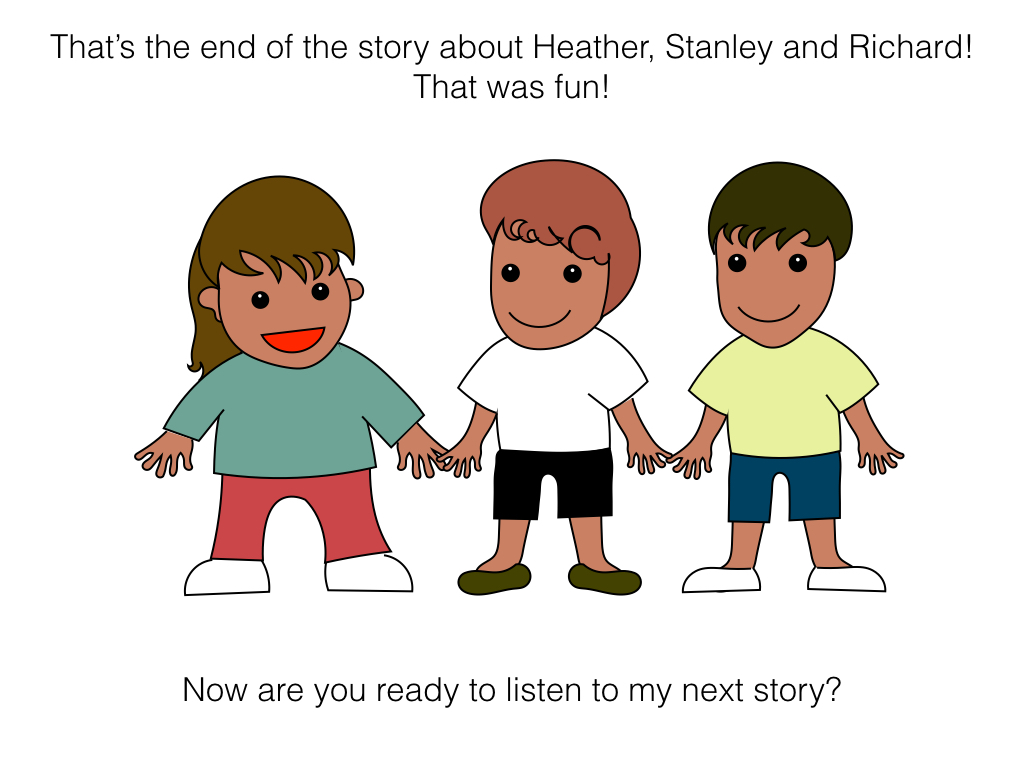 That’s the end of the story about Heather, Stanley and Richard!
That was fun!
Now are you ready to listen to my next story?